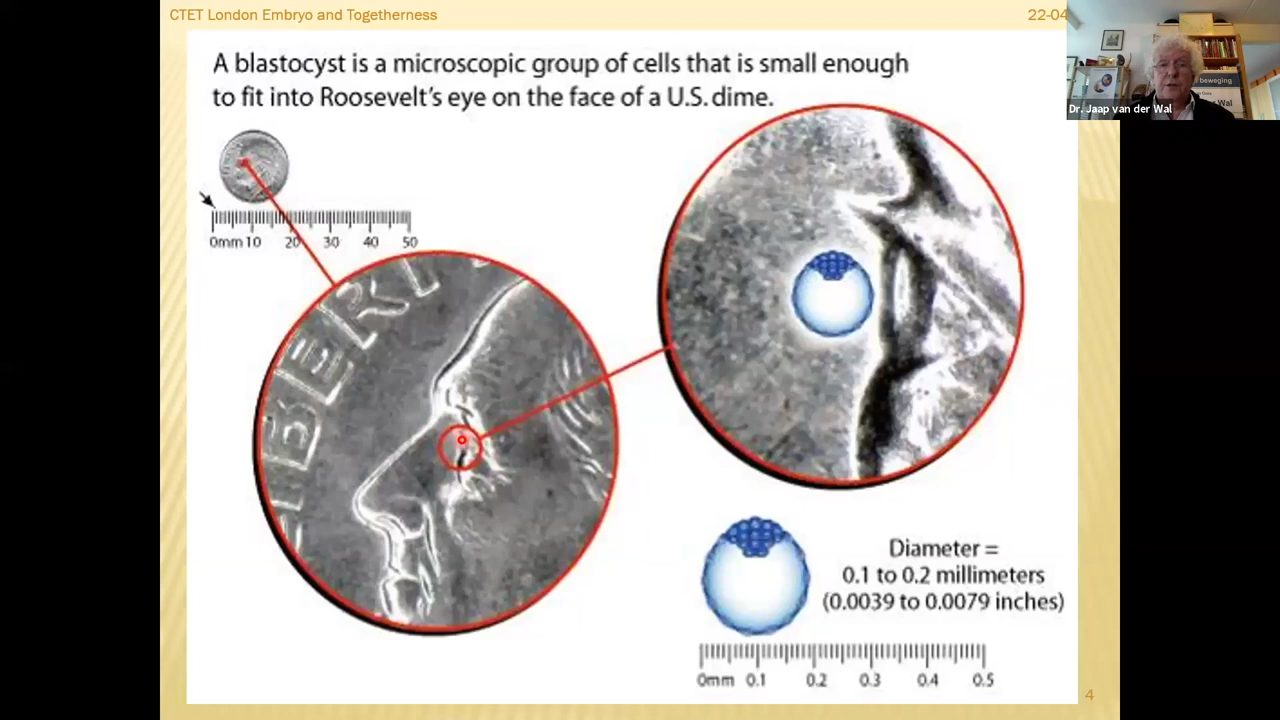 CTET London Embryo and Togetherness
22-04
A blastocyst is a microscopic group of cells that is small enough
to fit into Roosevelt's eye on the face of a U.S. dime.
beweging
r Wal
Dr. Jaap van der Wal
0mm 10 20 30 40 50
IBERT
Diameter =
0.1 to 0.2 millimeters
(0.0039 to 0.0079 inches)
0mm 0.1 0.2 0.3 0.4 0.5
4